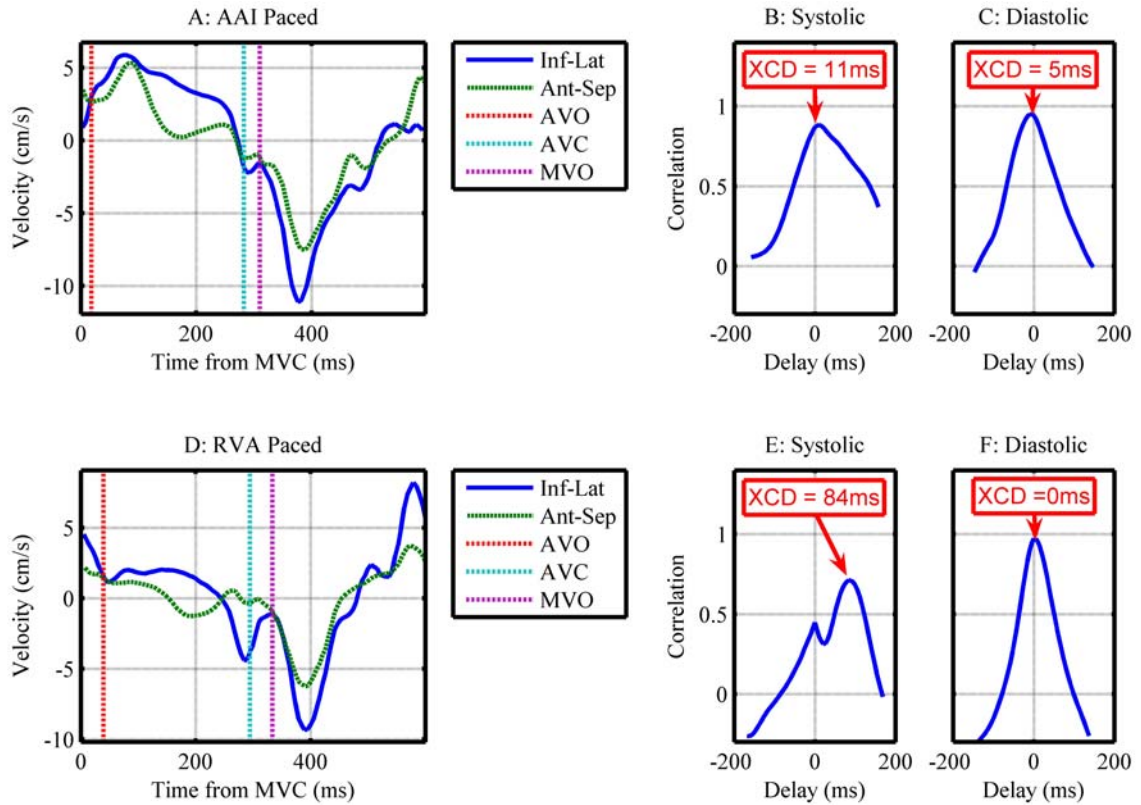 A: AAI Paced
5
0
-5
-10
Velocity (cm/s)
0 200 400
Time from MVC (ms)
Inf-Lat
Ant-Sep
AVO
AVC
MVO
B: Systolic
XCD = 11ms
1
0.5
0
Correlation
-200 0 200
Delay (ms)
C: Diastolic
XCD = 5ms
-200 0 200
Delay (ms)
D: RVA Paced
5
0
-5
-10
Velocity (cm/s)
0 200 400
Time from MVC (ms)
Inf-Lat
Ant-Sep
AVO
AVC
MVO
E: Systolic
XCD = 84ms
1
0.5
0
Correlation
-200 0 200
Delay (ms)
F: Diastolic
XCD =0ms
-200 0 200
Delay (ms)